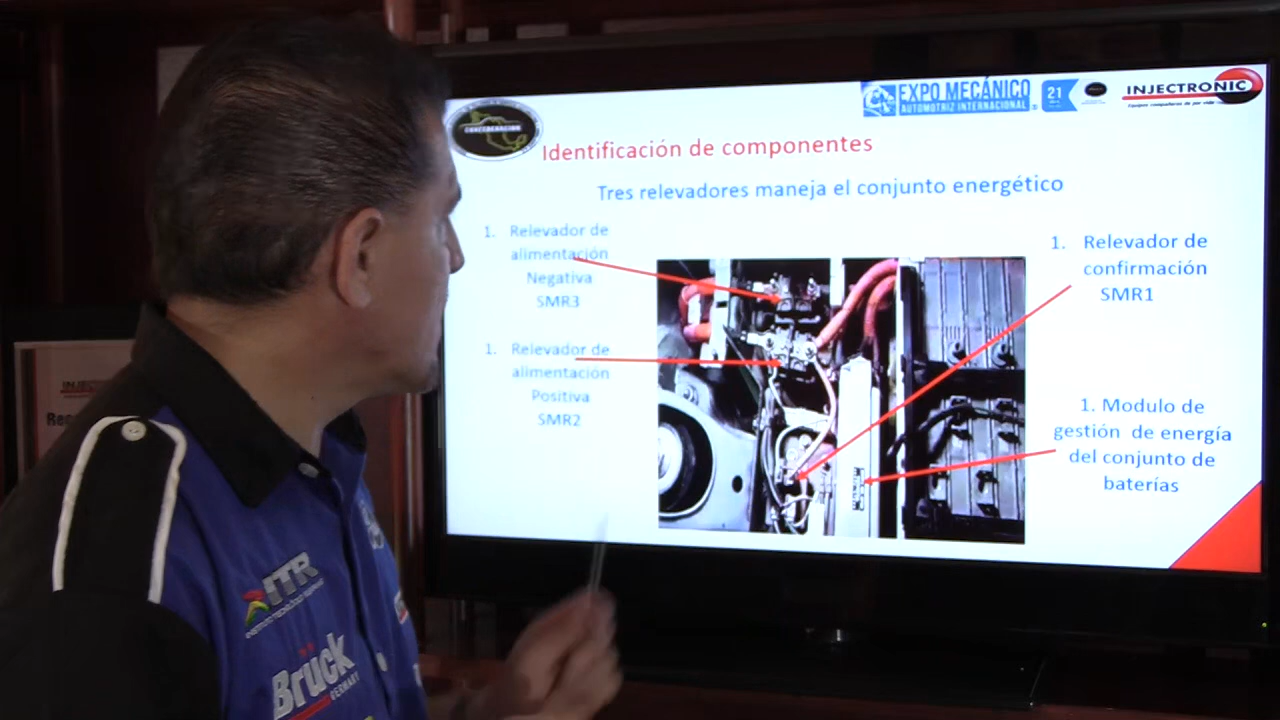 CONFEDERACION
EXPO MECÁNICO
AUTOMOTRIZ INTERNACIONAL
21
INJECTRONIC
Identificación de componentes
Tres relevadores maneja el conjunto energético
1. Relevador de
alimentación
Negativa
SMR3
1. Relevador de
alimentación
Positiva
SMR2
1. Relevador de
confirmación
SMR1
1. Modulo de
gestión de energía
del conjunto de
baterías
ITR
Brück
GERMANY